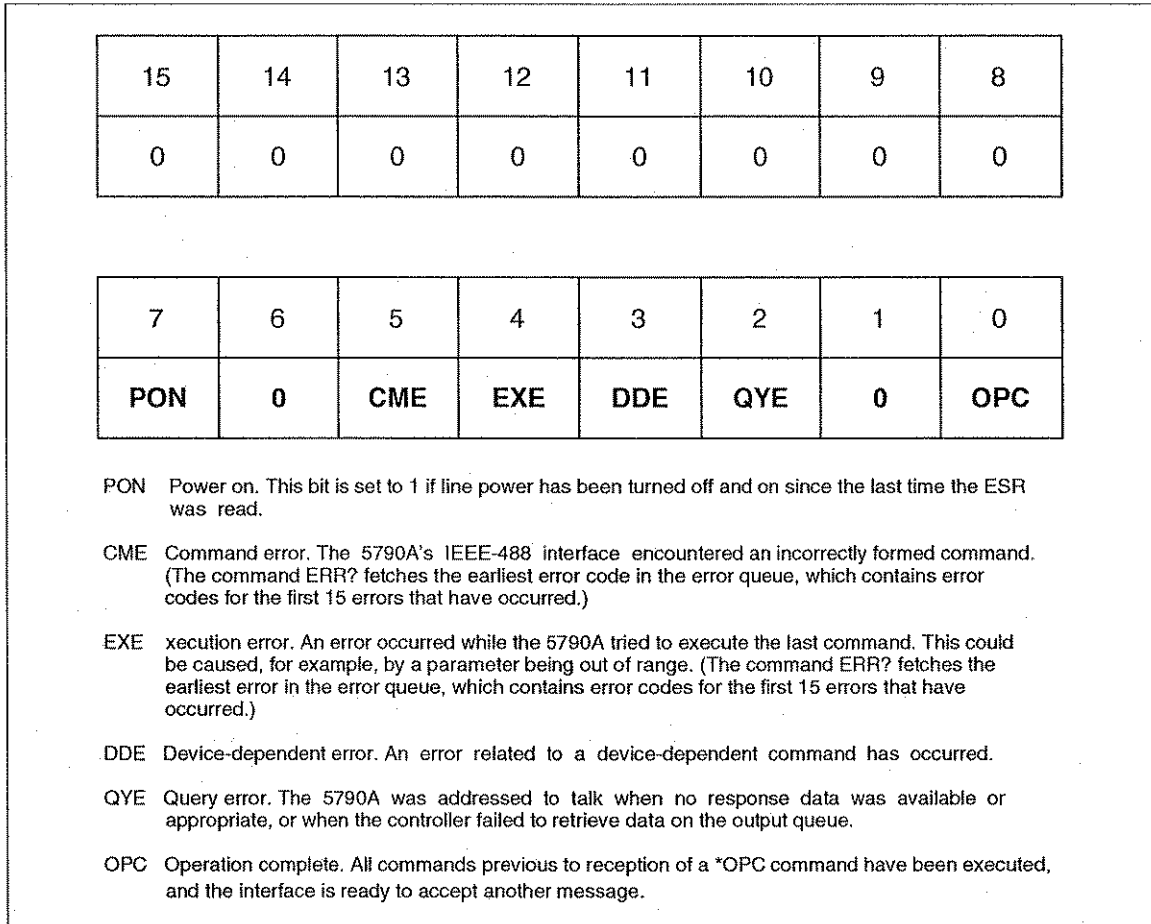 15 14 13 12 11 10 9 8
0 0 0 0 0 0 0 0
7 6 5 4 3 2 1 0
PON 0 CME EXE DDE QYE 0 OPC
PON Power on. This bit is set to 1 if line power has been turned off and on since the last time the ESR
was read.
CME Command error. The 5790A's IEEE-488 interface encountered an incorrectly formed command.
(The command ERR? fetches the earliest error code in the error queue, which contains error
codes for the first 15 errors that have occurred.)
EXE xecution error. An error occurred while the 5790A tried to execute the last command. This could
be caused, for example, by a parameter being out of range. (The command ERR? fetches the
earliest error in the error queue, which contains error codes for the first 15 errors that have
occurred.)
DDE Device-dependent error. An error related to a device-dependent command has occurred.
QYE Query error. The 5790A was addressed to talk when no response data was available or
appropriate, or when the controller failed to retrieve data on the output queue.
OPC Operation complete. All commands previous to reception of a *OPC command have been executed,
and the interface is ready to accept another message.